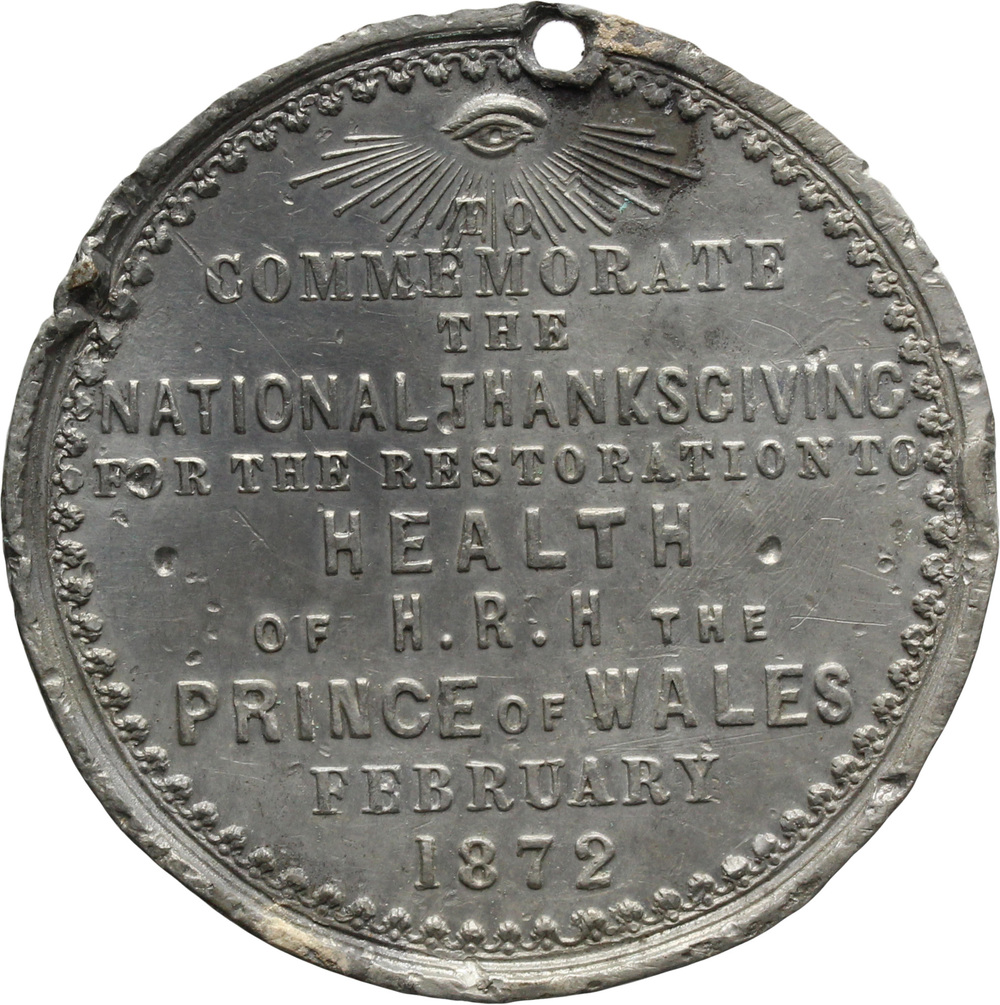 TO
COMMEMORATE
THE
NATIONAL THANKSGIVING
FOR THE RESTORATION TO
HEALTH
OF H.R.H THE
PRINCE OF WALES
FEBRUARY
1872